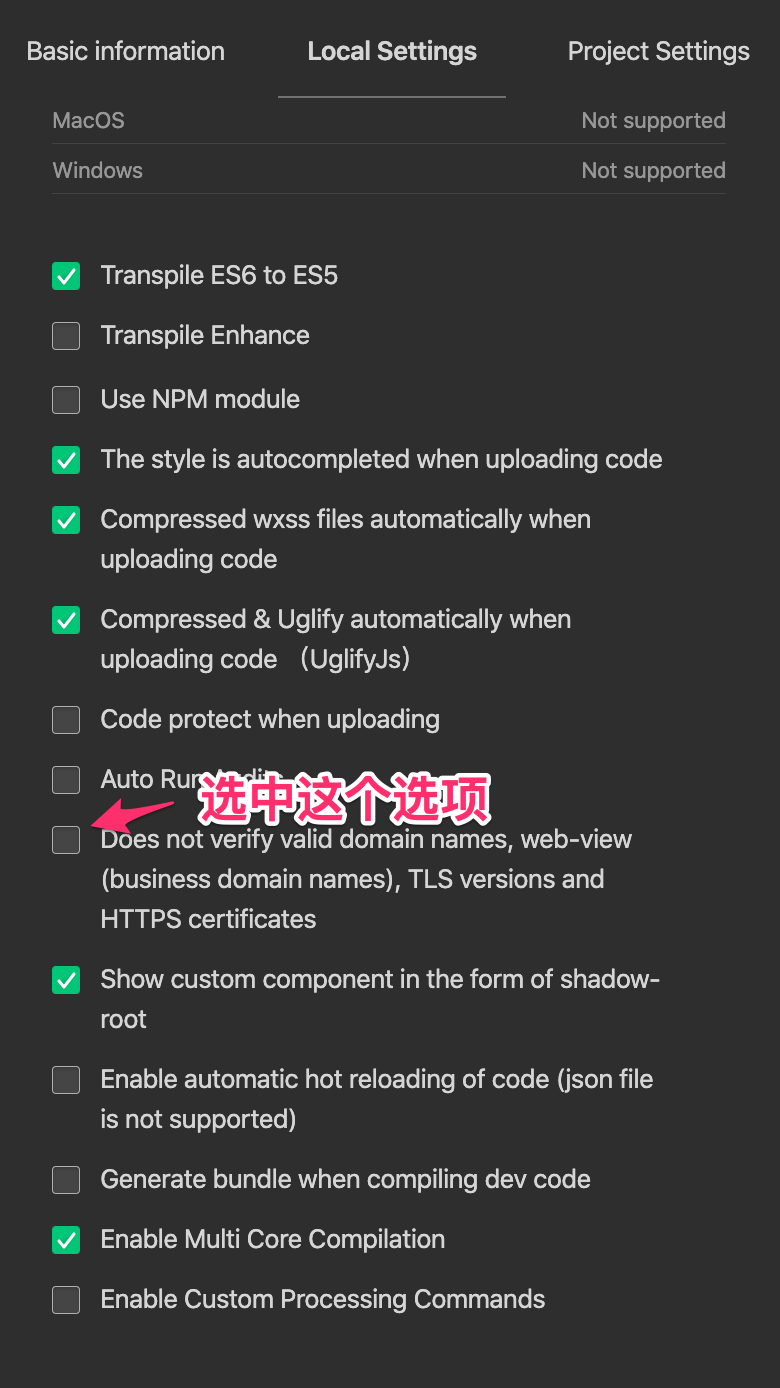 Basic information
Local Settings
Project Settings
MacOS
Not supported
Windows
Not supported
Transpile ES6 to ES5
Transpile Enhance
Use NPM module
The style is autocompleted when uploading code
Compressed wxss files automatically when
uploading code
Compressed & Uglify automatically when
uploading code （UglifyJs）
Code protect when uploading
Auto Run Audits
选中这个选项
Does not verify valid domain names, web-view
(business domain names), TLS versions and
HTTPS certificates
Show custom component in the form of shadow-
root
Enable automatic hot reloading of code (json file
is not supported)
Generate bundle when compiling dev code
Enable Multi Core Compilation
Enable Custom Processing Commands